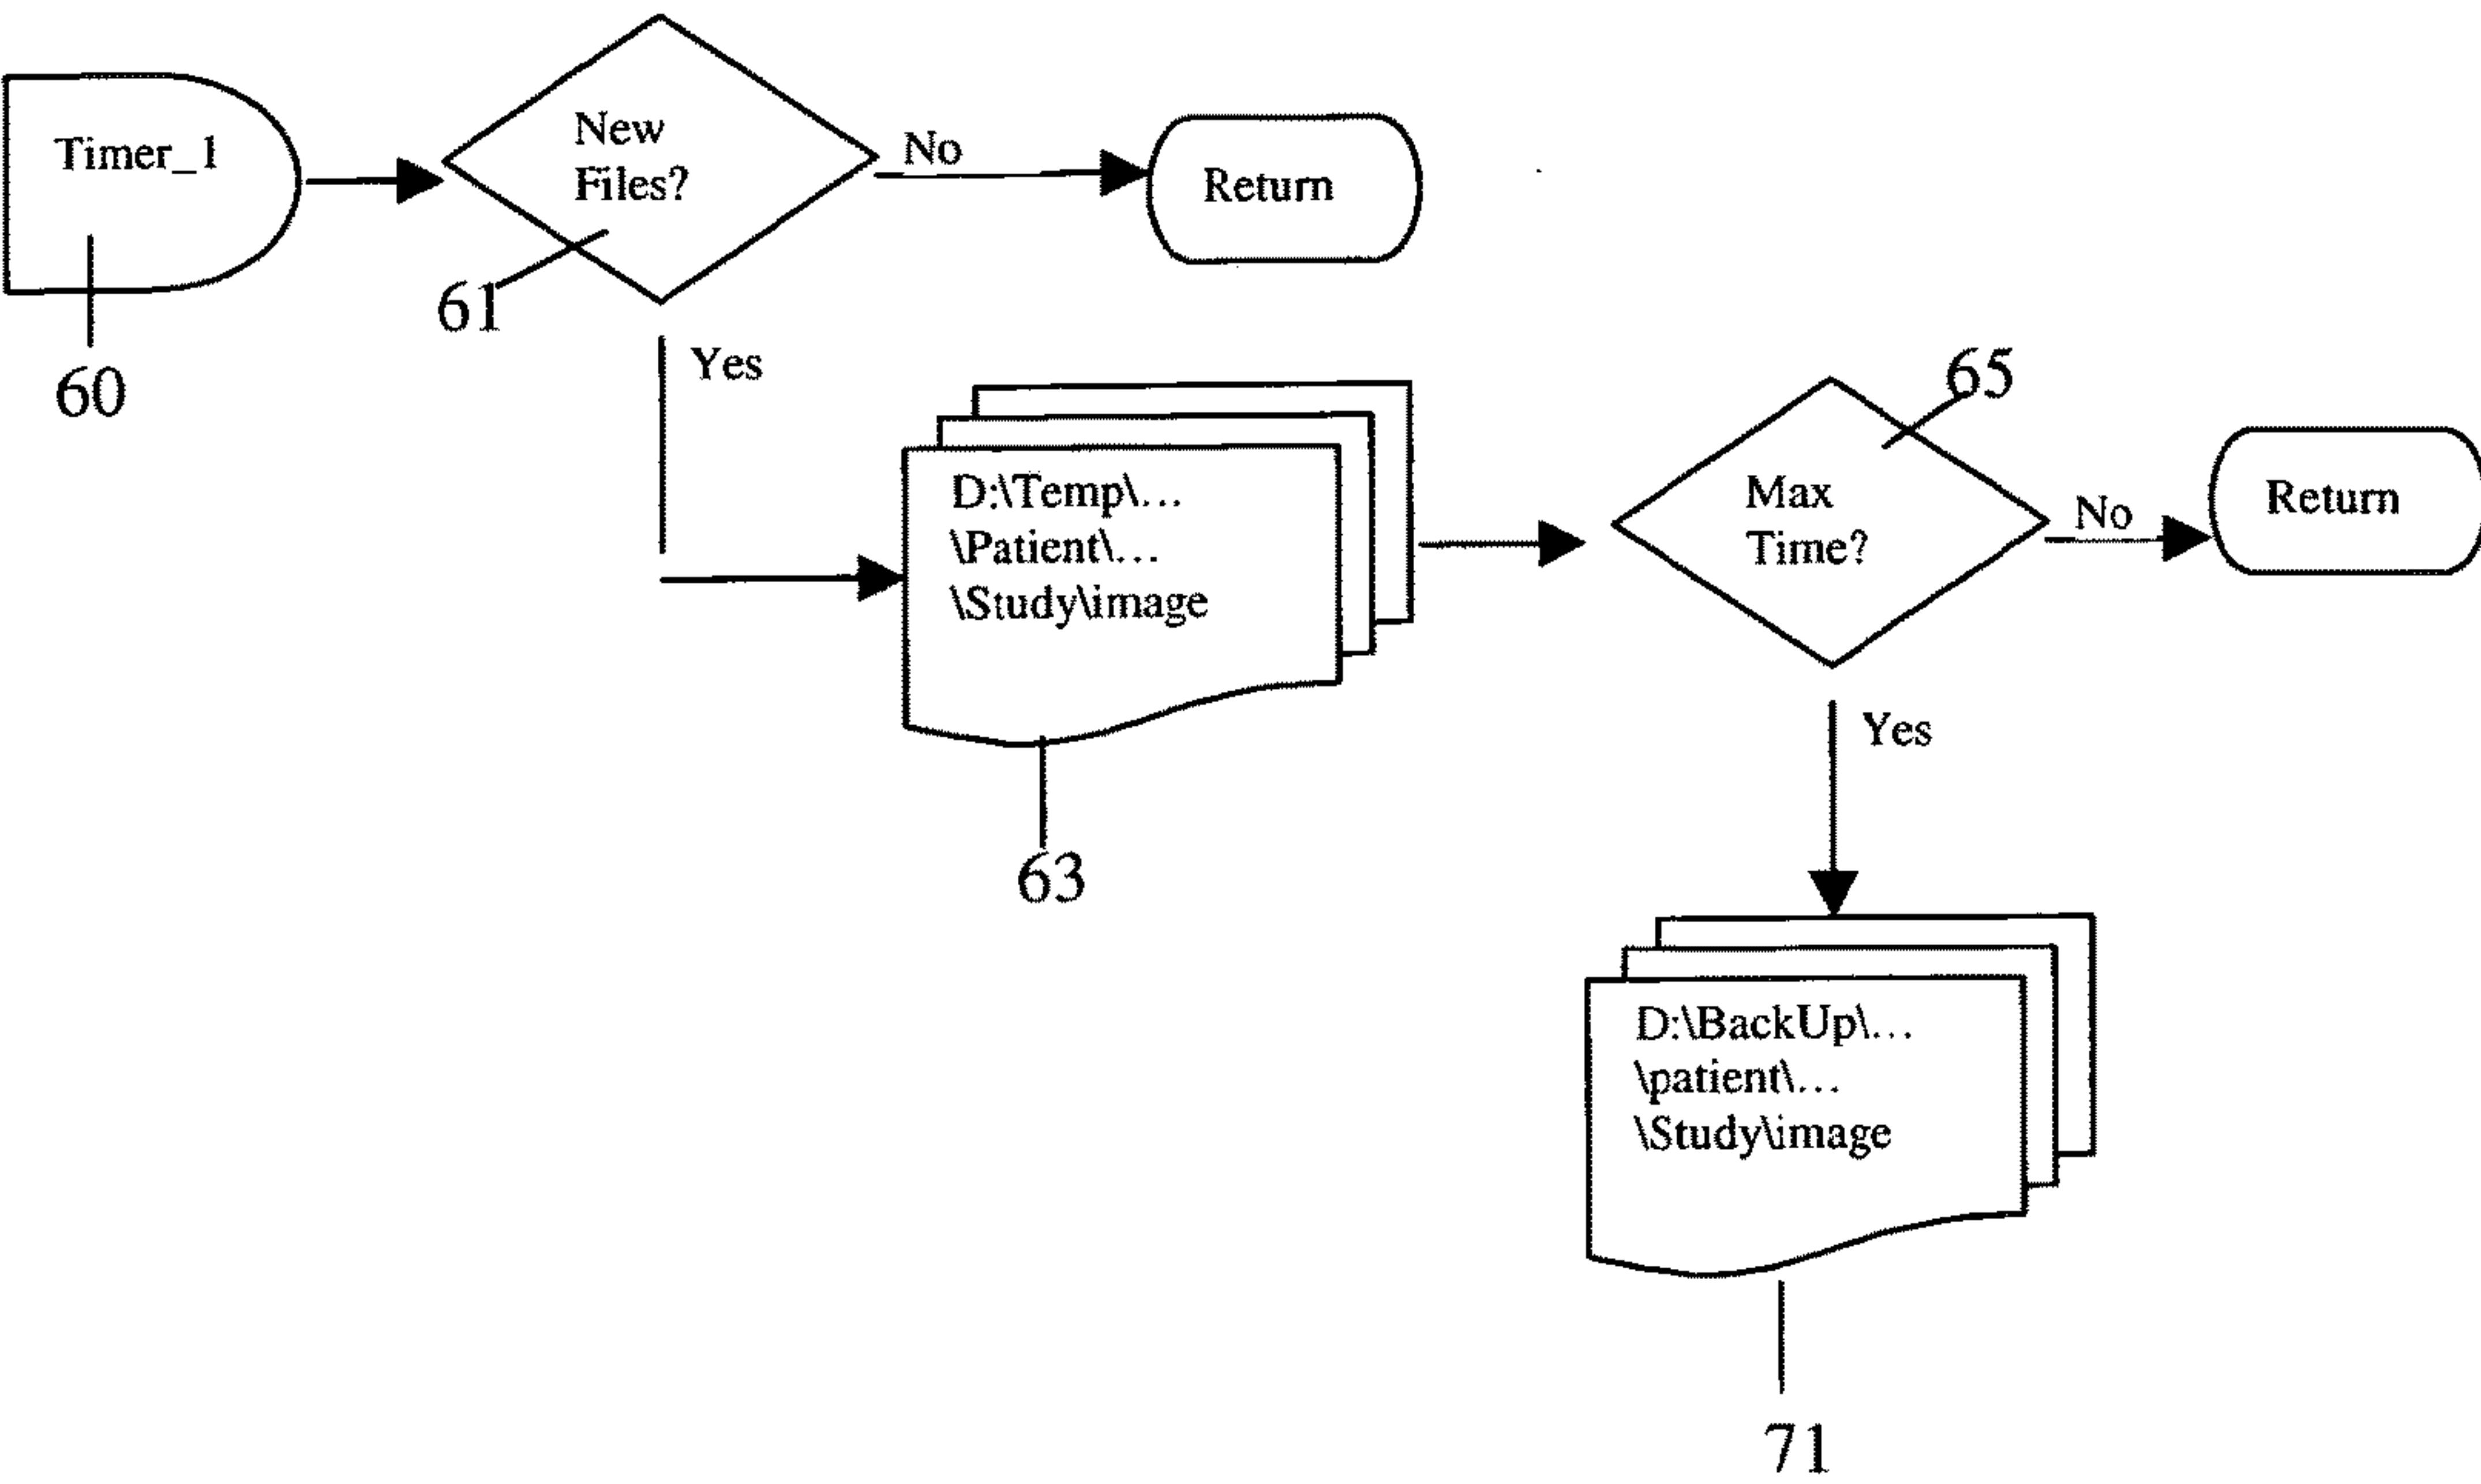 Timer_1
60
New
Files?
61
No
Return
Yes
D:\Temp\...
\Patient\...
\Study\image
63
65
Max
Time?
No
Return
Yes
D:\BackUp\...
\patient\...
\Study\image
71